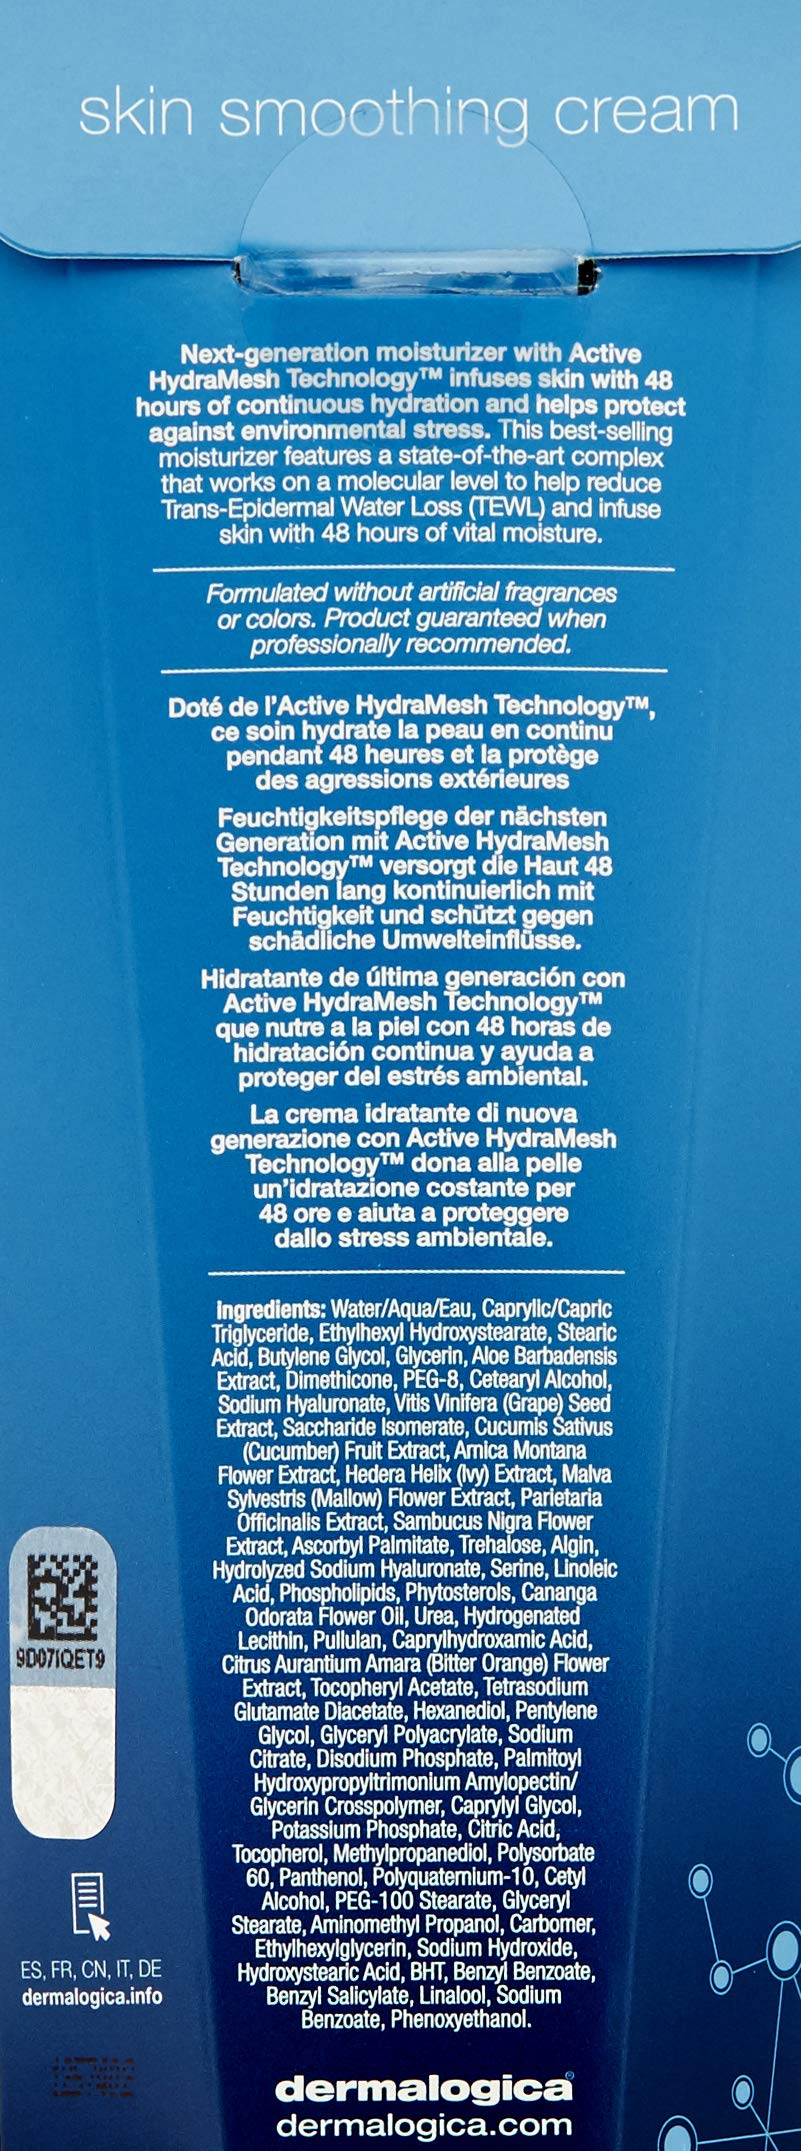 skin smoothing cream
Next-generation moisturizer with Active
HydraMesh Technology™ infuses skin with 48
hours of continuous hydration and helps protect
against environmental stress. This best-selling
moisturizer features a state-of-the-art complex
that works on a molecular level to help reduce
Trans-Epidermal Water Loss (TEWL) and infuse
skin with 48 hours of vital moisture.
Formulated without artificial fragrances
or colors. Product guaranteed when
professionally recommended.
Doté de l'Active HydraMesh Technology™,
ce soin hydrate la peau en continu
pendant 48 heures et la protège
des agressions extérieures
Feuchtigkeitspflege der nächsten
Generation mit Active HydraMesh
Technology™ versorgt die Haut 48
Stunden lang kontinuierlich mit
Feuchtigkeit und schützt gegen
schädliche Umwelteinflüsse.
Hidratante de última generación con
Active HydraMesh Technology™
que nutre a la piel con 48 horas de
hidratación continua y ayuda a
proteger del estrés ambiental.
La crema idratante di nuova
generazione con Active HydraMesh
Technology™ dona alla pelle
un'idratazione costante per
48 ore e aiuta a proteggere
dallo stress ambientale.
Ingredients: Water/Aqua/Eau, Caprylic/Capric
Triglyceride, Ethylhexyl Hydroxystearate, Stearic
Acid, Butylene Glycol, Glycerin, Aloe Barbadensis
Extract, Dimethicone, PEG-8, Cetearyl Alcohol,
Sodium Hyaluronate, Vitis Vinifera (Grape) Seed
Extract, Saccharide Isomerate, Cucumis Sativus
(Cucumber) Fruit Extract, Arnica Montana
Flower Extract, Hedera Helix (Ivy) Extract, Malva
Sylvestris (Mallow) Flower Extract, Parietaria
Officinalis Extract, Sambucus Nigra Flower
Extract, Ascorbyl Palmitate, Trehalose, Algin,
Hydrolyzed Sodium Hyaluronate, Serine, Linoleic
Acid, Phospholipids, Phytosterols, Cananga
Odorata Flower Oil, Urea, Hydrogenated
Lecithin, Pullulan, Caprylhydroxamic Acid,
Citrus Aurantium Amara (Bitter Orange) Flower
Extract, Tocopheryl Acetate, Tetrasodium
Glutamate Diacetate, Hexanediol, Pentylene
Glycol, Glyceryl Polyacrylate, Sodium
Citrate, Disodium Phosphate, Palmitoyl
Hydroxypropyltrimonium Amylopectin/
Glycerin Crosspolymer, Caprylyl Glycol,
Potassium Phosphate, Citric Acid,
Tocopherol, Methylpropanediol, Polysorbate
60, Panthenol, Polyquaternium-10, Cetyl
Alcohol, PEG-100 Stearate, Glyceryl
Stearate, Aminomethyl Propanol, Carbomer,
Ethylhexylglycerin, Sodium Hydroxide,
Hydroxystearic Acid, BHT, Benzyl Benzoate,
Benzyl Salicylate, Linalool, Sodium
Benzoate, Phenoxyethanol.
9D07IQET9
ES, FR, CN, IT, DE
dermalogica.info
dermalogica®
dermalogica.com